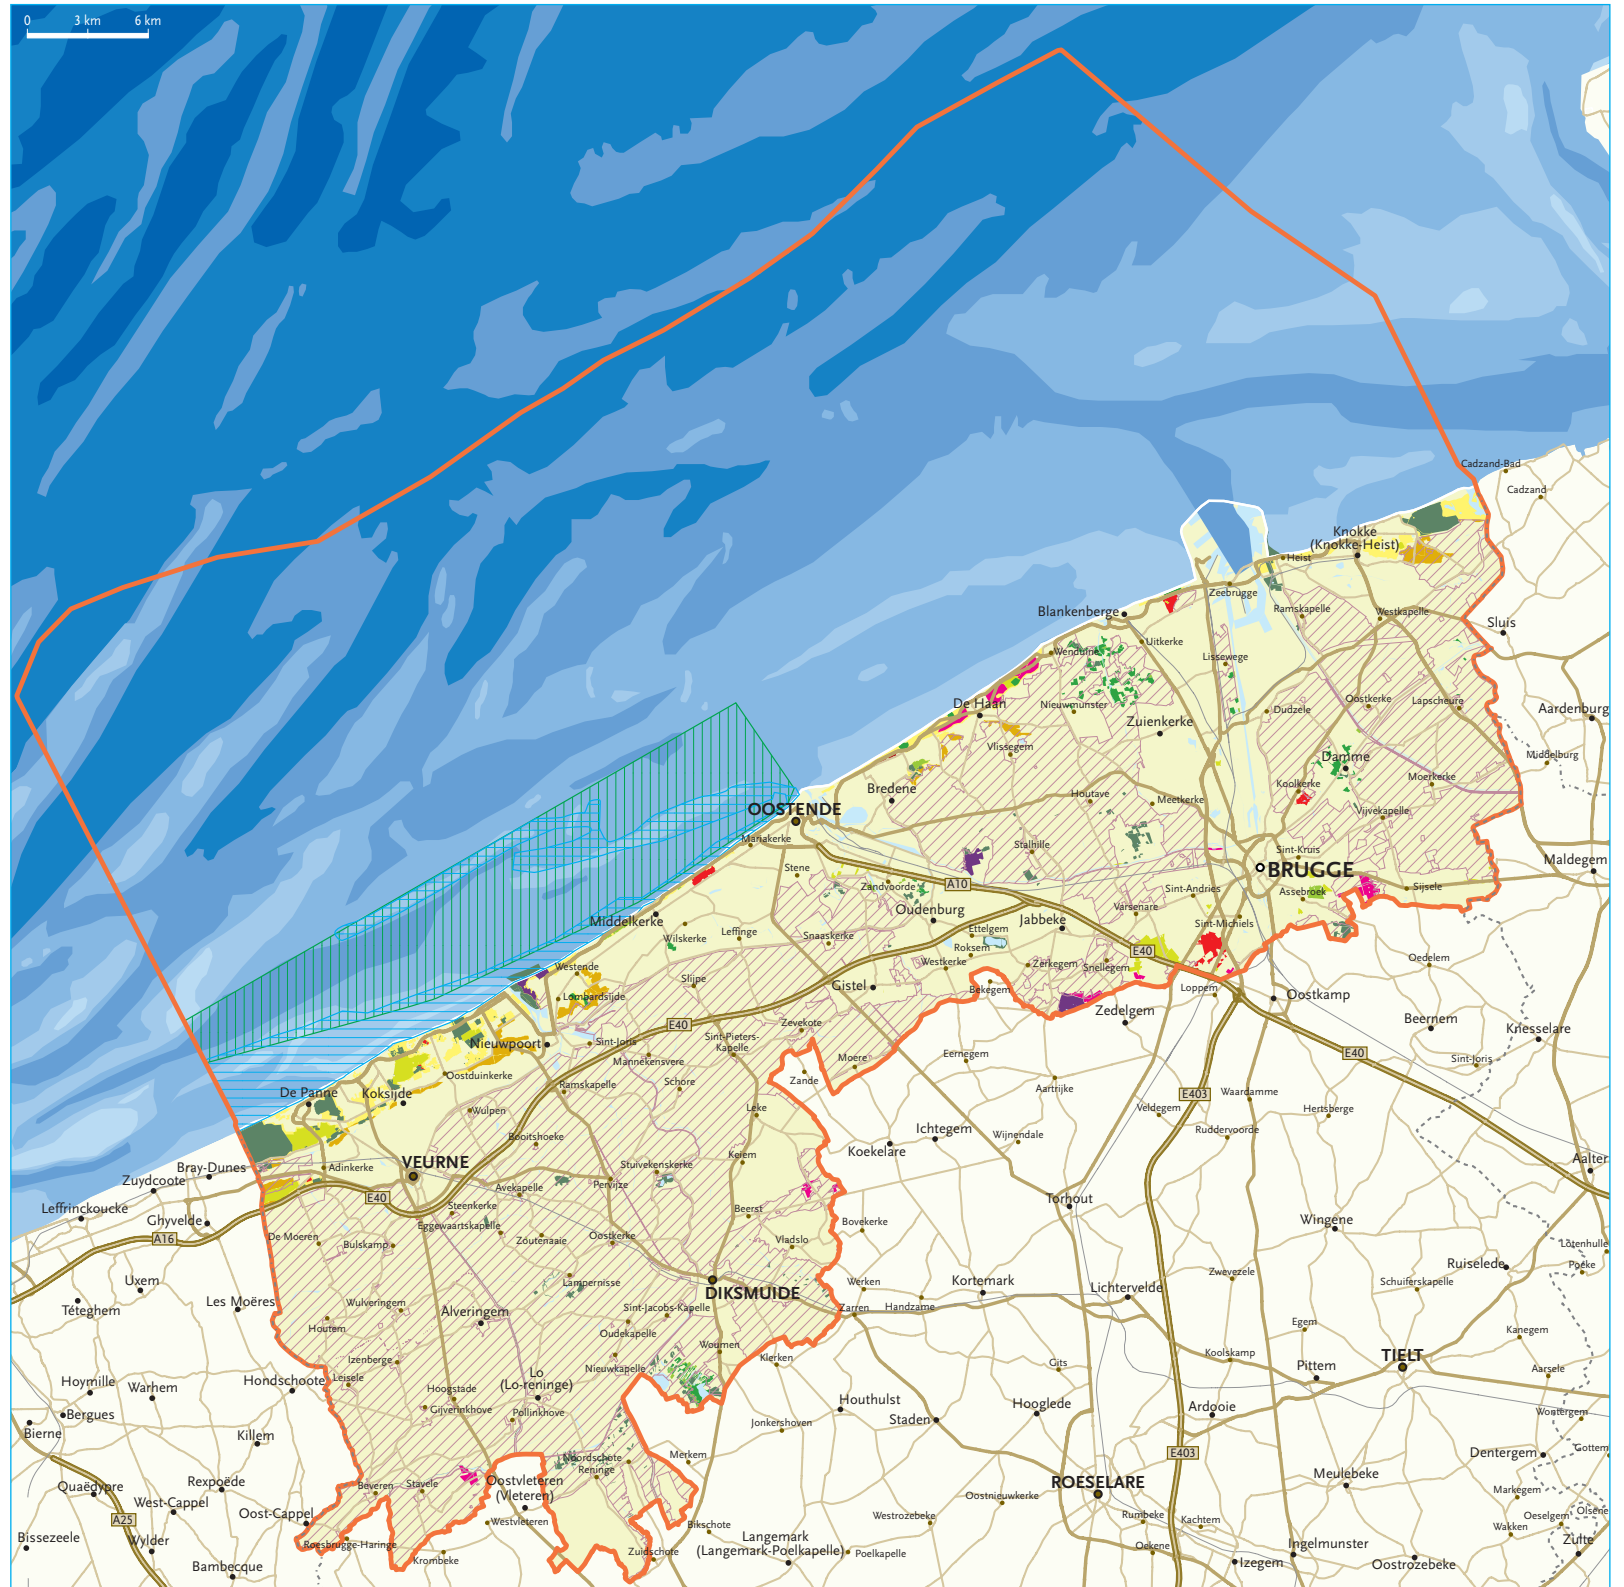 0 3 km 6 km
Cadzand-Bad
Cadzand
Knokke
(Knokke-Heist)
Heist
Zeebrugge
Ramskapelle
Westkapelle
Blankenberge
Sluis
Uitkerke
Wenduine
Lissewege
De Haan
Nieuwmunster
Oostkerke
Lapscheure
Dudzele
Zuienkerke
Aardenburg
Vlissegem
Damme
Middelburg
Koolkerke
Moerkerke
Bredene
Houtave
Meetkerke
Vijvekapelle
OOSTENDE
Mariakerke
Stalhille
Sint-Kruis
BRUGGE
Maldegem
Stene
Zandvoorde
A10
Sint-Andries
Assebroek
Sijsele
Oudenburg
Varsenare
Jabbeke
Middelkerke
Leffinge
Wilskerke
Snaaskerke
Ettelgem
Sint-Michiels
Roksem
E40
Westkerke
Zerkegem
Snellegem
Oedelem
Westende
Slijpe
Gistel
Bekegem
Loppem
Oostkamp
Lombardsijde
Zedelgem
Beernem
Knesselare
E40
Zevekote
Sint-Pieters-
Kapelle
Nieuwpoort
Sint-Joris
Mannekensvere
Moere
Eernegem
E40
Sint-Joris
Oostduinkerke
Ramskapelle
Schore
Zande
Aartrijke
De Panne
Koksijde
E403
Waardamme
Wulpen
Leke
Veldegem
Hertsberge
Booitshoeke
Ichtegem
Wijnendale
Ruddervoorde
Koekelare
Keiem
VEURNE
Stuivekenskerke
Aalter
Bray-Dunes
Adinkerke
Zuydcoote
Avekapelle
Pervijze
E40
Steenkerke
Torhout
Leffrinckoucke
Beerst
Bovekerke
Wingene
Ghyvelde
Eggewaartskapelle
A16
De Moeren
Bulskamp
Zoutenaaie
Oostkerke
Vladslo
Lotenhulle
Poeke
Uxem
Lampernisse
DIKSMUIDE
Werken
Kortemark
Lichtervelde
Zwevezele
Schuiferskapelle
Ruiselede
Les Moëres
Wulveringem
Alveringem
Sint-Jacobs-Kapelle
Zarren
Handzame
Téteghem
Houtem
Oudekapelle
Egem
Kanegem
Woumen
Izenberge
Nieuwkapelle
Klerken
Gits
Koolskamp
TIELT
Pittem
Aarsele
Hoymille
Warhem
Hondschoote
Leisele
Lo
(Lo-reninge)
Hoogstade
Gijverinkhove
Pollinkhove
Houthulst
Hooglede
Ardooie
Bergues
Staden
Jonkershoven
Wontergem
Bierne
Killem
Merkem
Noordschote
Reninge
E403
Dentergem
Gottem
Quaëdypre
Rexpoëde
Beveren
Stavele
Oostvleteren
(Vleteren)
ROESELARE
Meulebeke
West-Cappel
Oost-Cappel
Oostnieuwkerke
Markegem
A25
Westvleteren
Bikschote
Westrozebeke
Rumbeke
Kachtem
Oeselgem
Olsene
Wakken
Bissezeele
Wylder
Roesbrugge-Haringe
Krombeke
Zuidschote
Langemark
(Langemark-Poelkapelle)
Poelkapelle
Oekene
Ingelmunster
Zulte
Bambecque
Izegem
Oostrozebeke